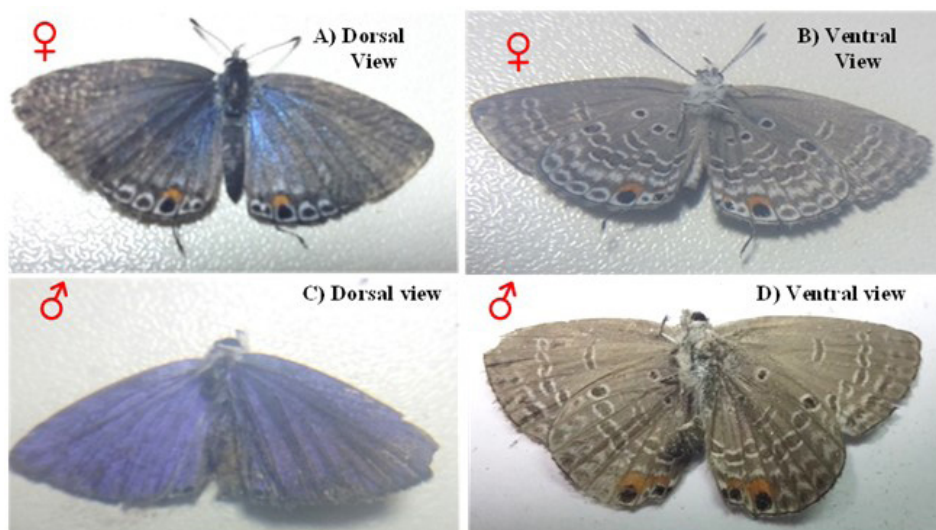 ♀
A) Dorsal
View
♀
B) Ventral
View
♂
C) Dorsal view
♂
D) Ventral view